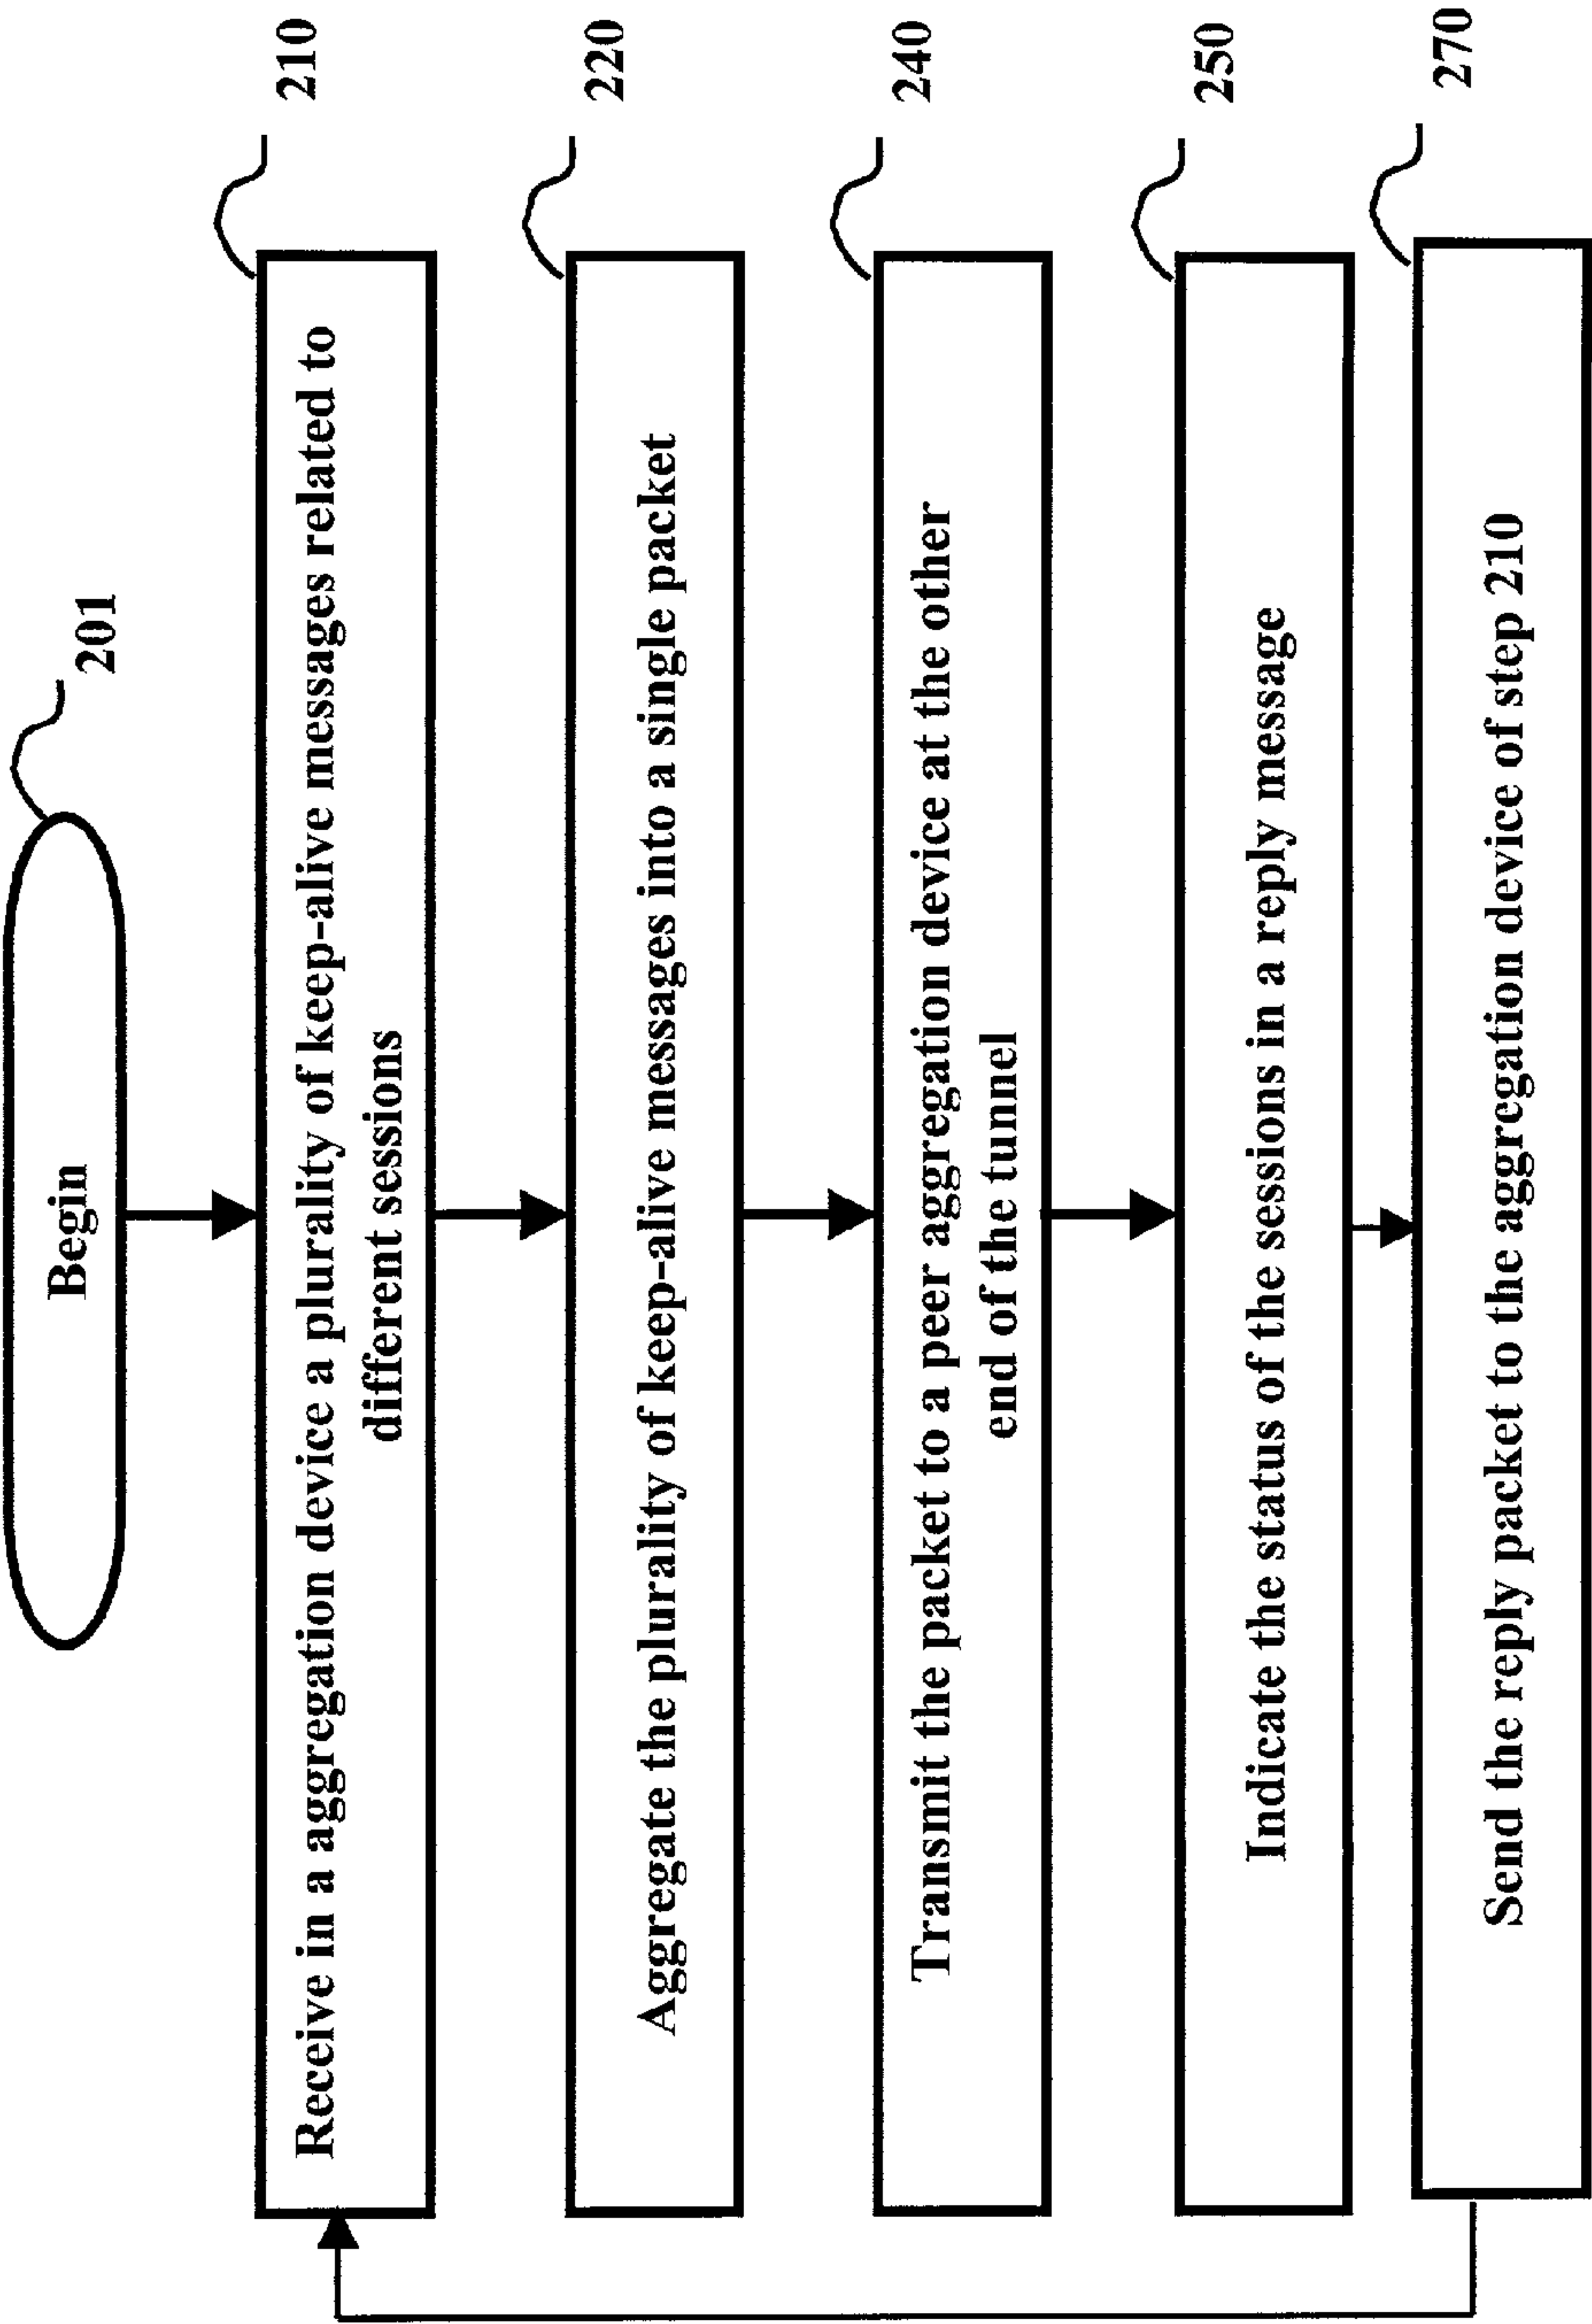 Begin
201
Receive in a aggregation device a plurality of keep-alive messages related to
different sessions
210
Aggregate the plurality of keep-alive messages into a single packet
220
Transmit the packet to a peer aggregation device at the other
end of the tunnel
240
Indicate the status of the sessions in a reply message
250
Send the reply packet to the aggregation device of step 210
270